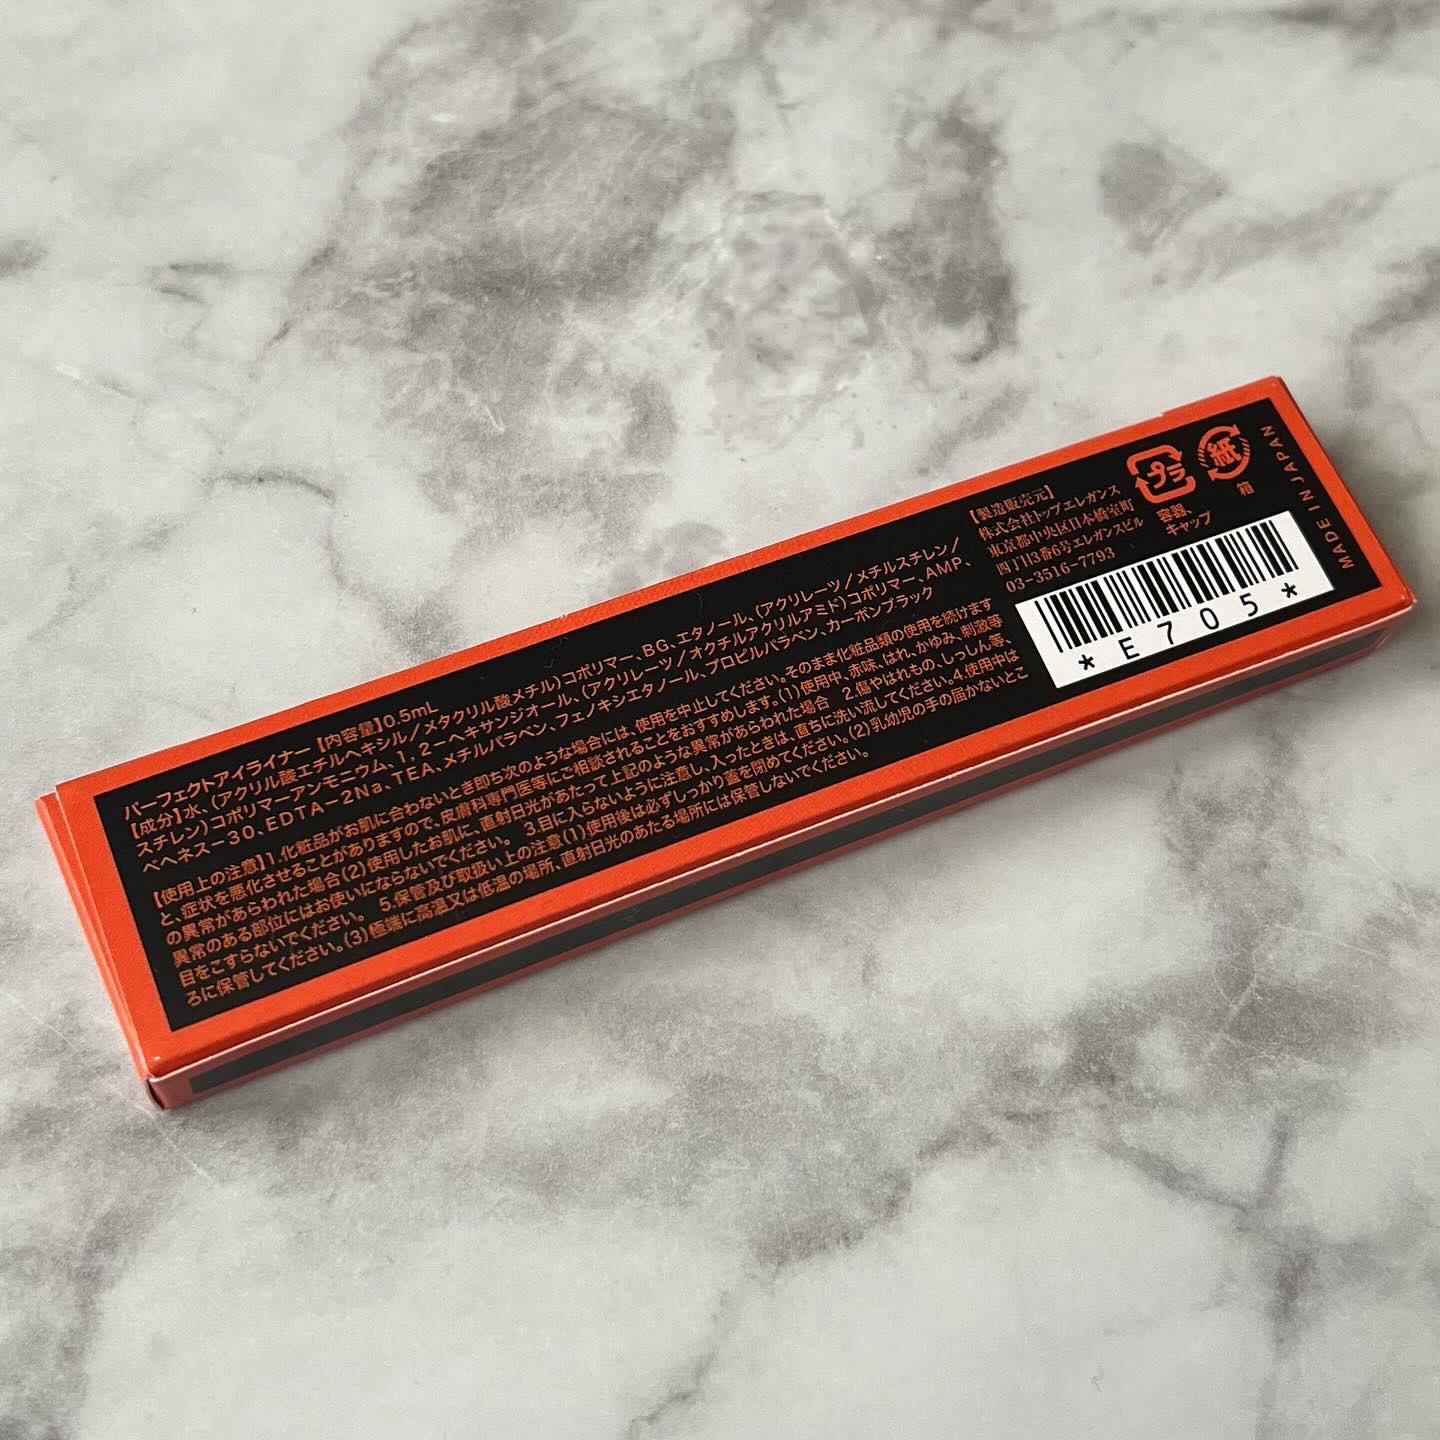 パーフェクトアイライナー【内容量】0.5mL
【成分】水、(アクリル酸エチルヘキシル/メタクリル酸メチル)コポリマー、BG、エタノール、(アクリレーツ/メチルスチレン/
スチレン)コポリマーアンモニウム、1,2-ヘキサンジオール、(アクリレーツ/オクチルアクリルアミド)コポリマー、AMP、
ベヘネス-30、EDTA-2Na、TEA、メチルパラベン、フェノキシエタノール、プロピルパラベン、カーボンブラック
【使用上の注意】1.化粧品がお肌に合わないとき即ち次のような場合には、使用を中止してください。そのまま化粧品類の使用を続けます
と、症状を悪化させることがありますので、皮膚科専門医等にご相談されることをおすすめします。(1)使用中、赤味、はれ、かゆみ、刺激等
の異常があらわれた場合(2)使用したお肌に、直射日光があたって上記のような異常があらわれた場合 2.傷やはれもの、しっしん等、
異常のある部位にはお使いにならないでください。 3.目に入らないように注意し、入ったときは、直ちに洗い流してください。4.使用中は
目をこすらないでください。 5.保管及び取扱い上の注意(1)使用後は必ずしっかり蓋を閉めてください。(2)乳幼児の手の届かないとこ
ろに保管してください。(3)極端に高温又は低温の場所、直射日光のあたる場所には保管しないでください。
【製造販売元】
株式会社トップエレガンス
東京都中央区日本橋室町
四丁目3番6号エレガンスビル
03-3516-7793
プラ
容器、
キャップ
紙
箱
*E705*
MADE IN JAPAN